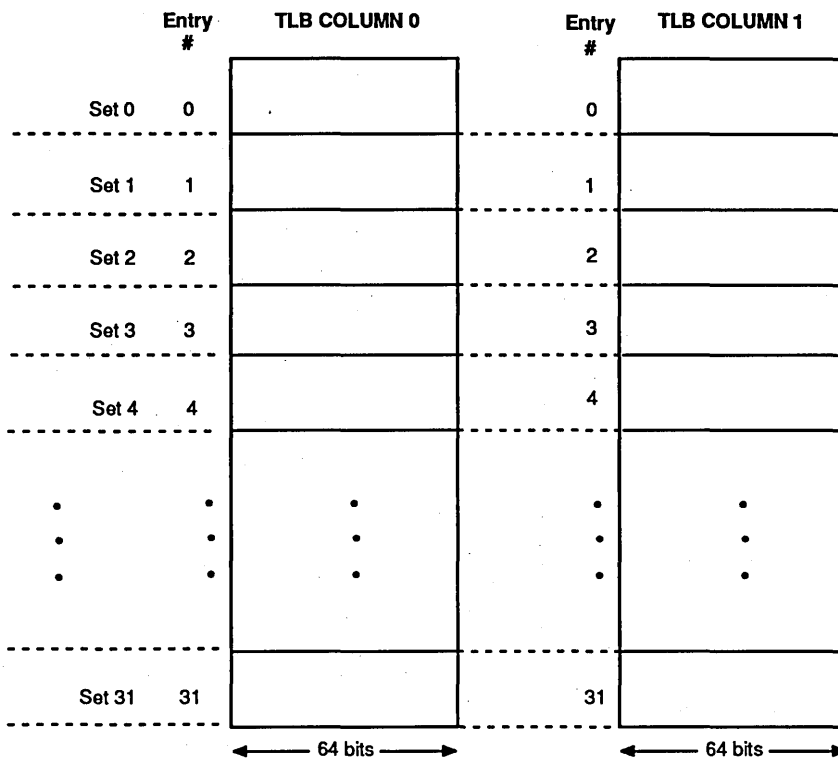 Entry # TLB COLUMN 0 Entry # TLB COLUMN 1
Set 0 0 0
Set 1 1 1
Set 2 2 2
Set 3 3 3
Set 4 4 4
Set 31 31 31
64 bits 64 bits